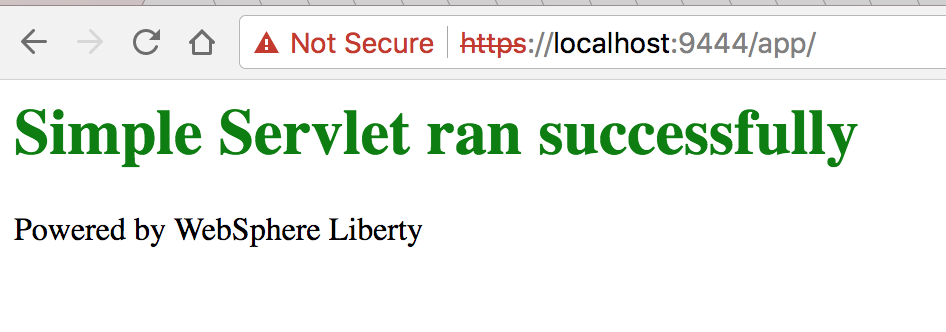 Not Secure https://localhost:9444/app/
Simple Servlet ran successfully
Powered by WebSphere Liberty